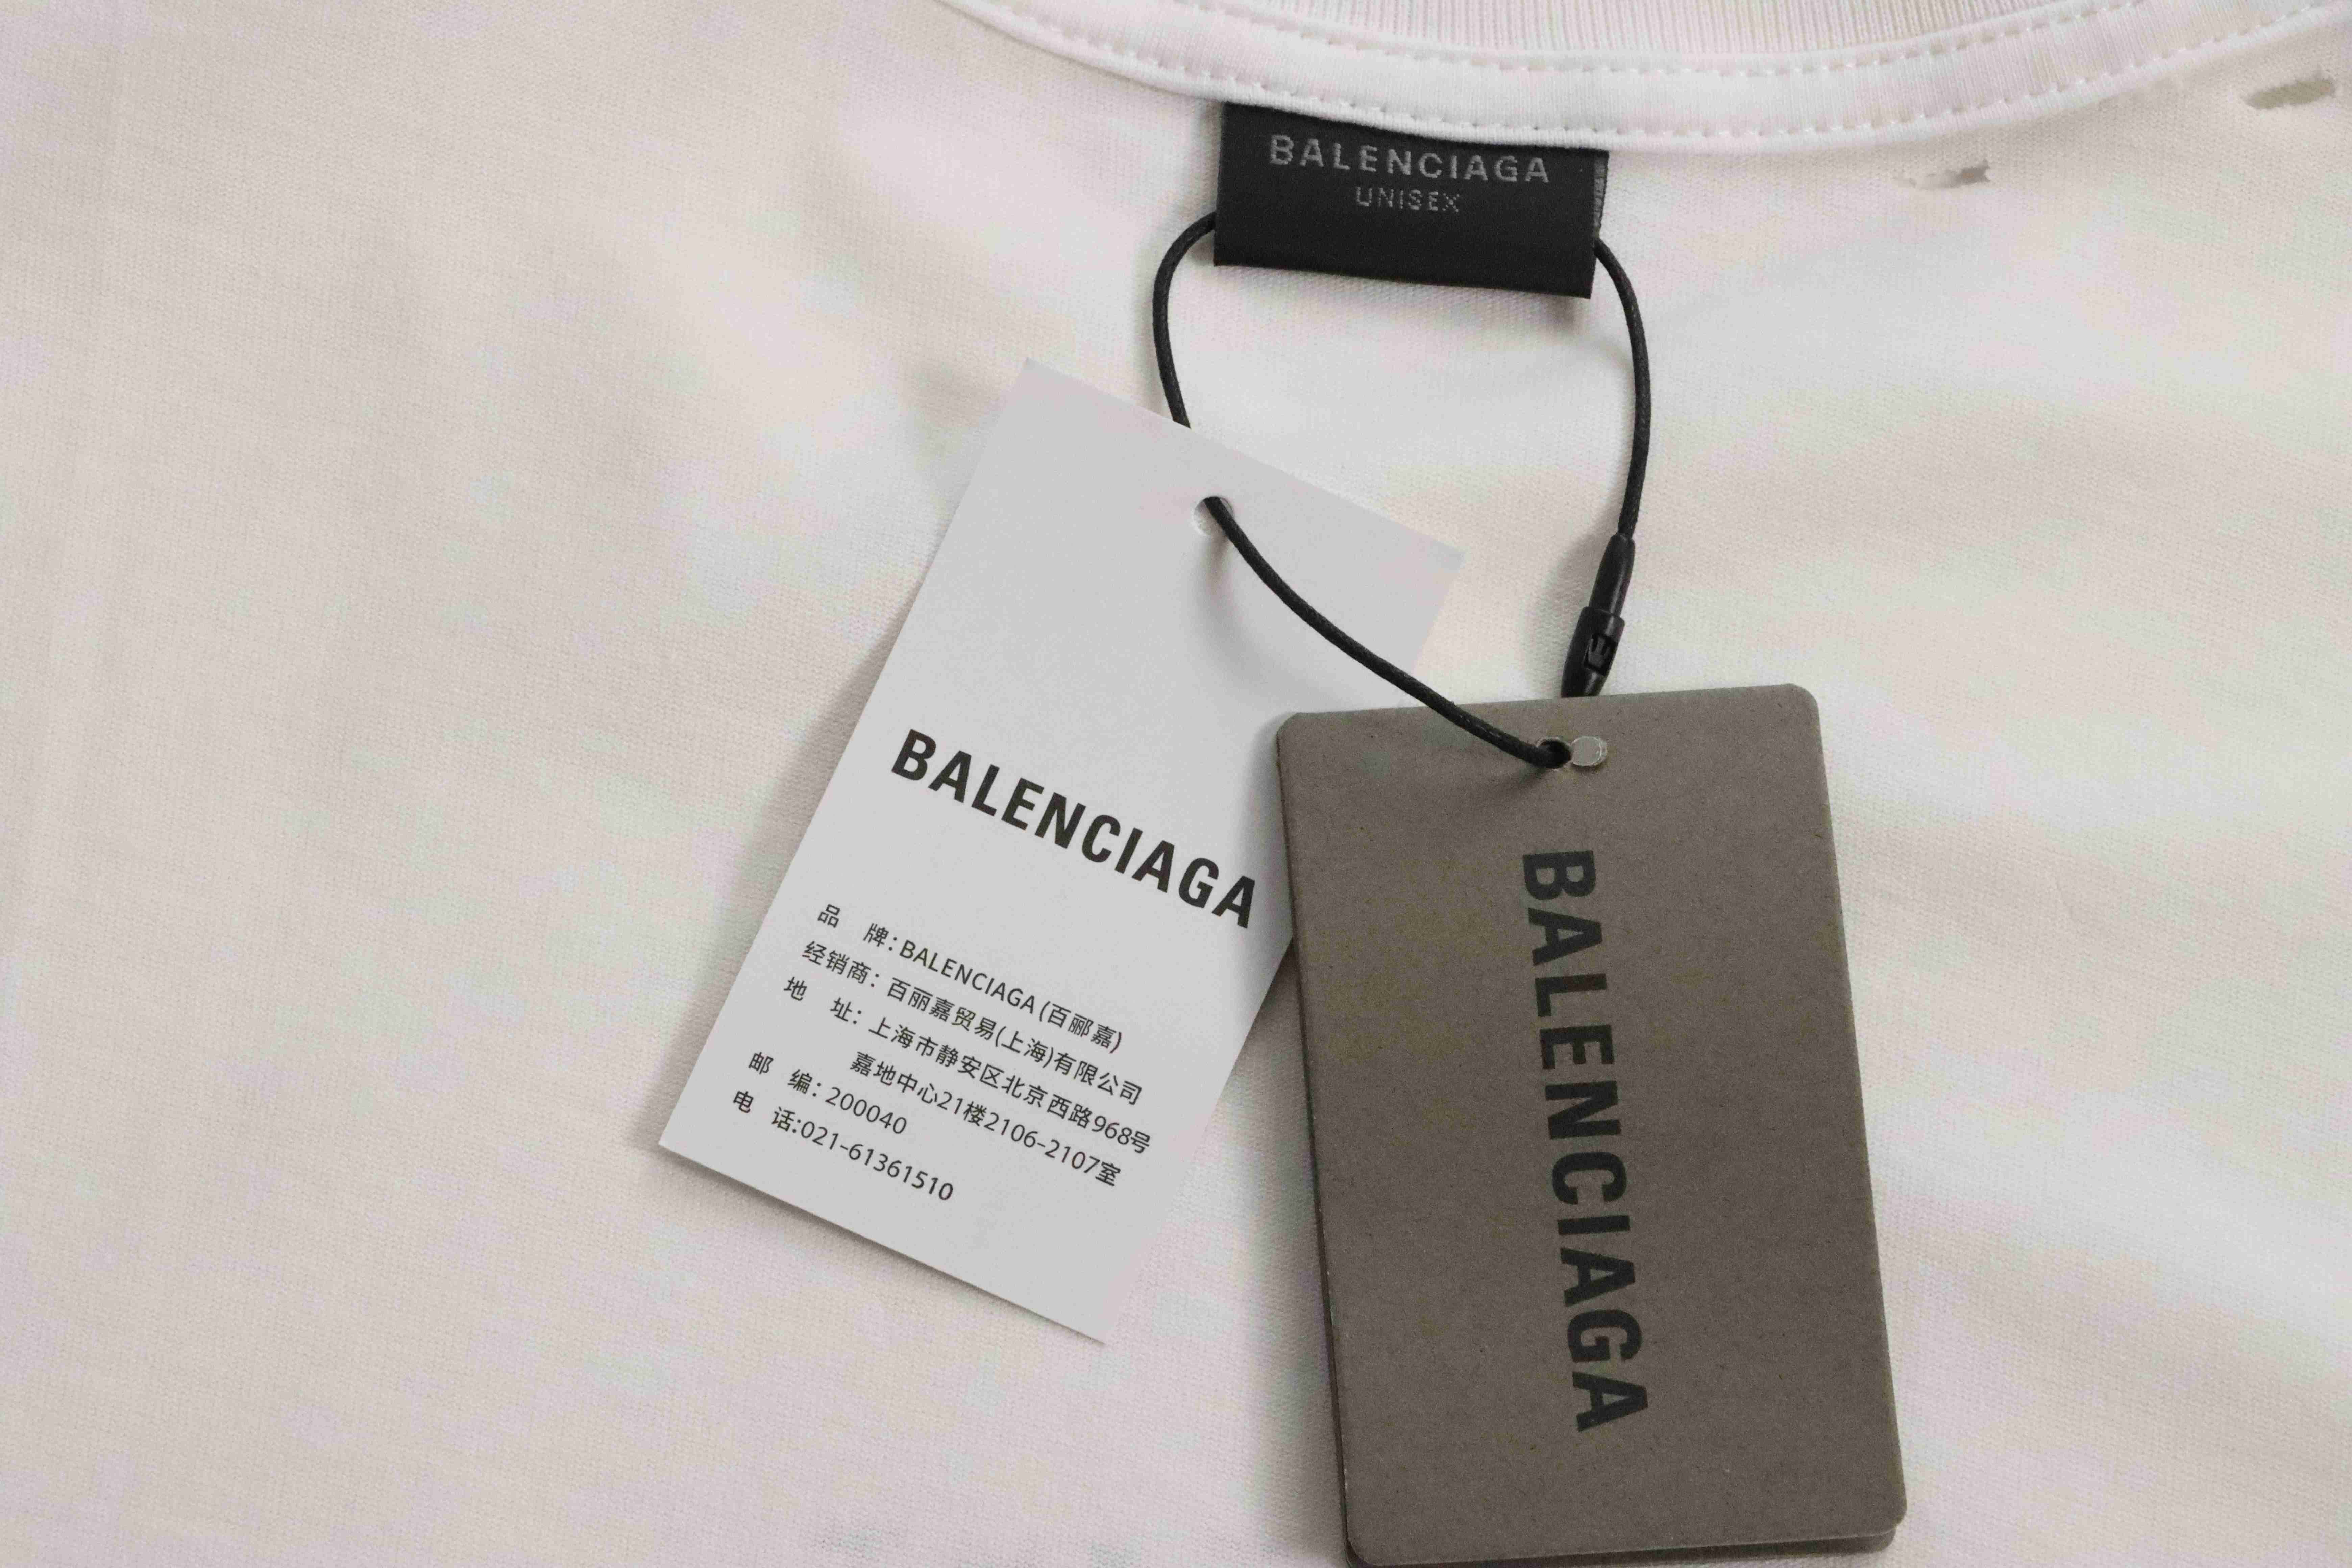 BALENCIAGA
UNISEX
BALENCIAGA
品 牌：BALENCIAGA (百郦嘉)
经销商：百丽嘉贸易(上海)有限公司
地 址：上海市静安区北京西路968号
嘉地中心21楼2106-2107室
邮 编：200040
电 话:021-61361510
BALENCIAGA